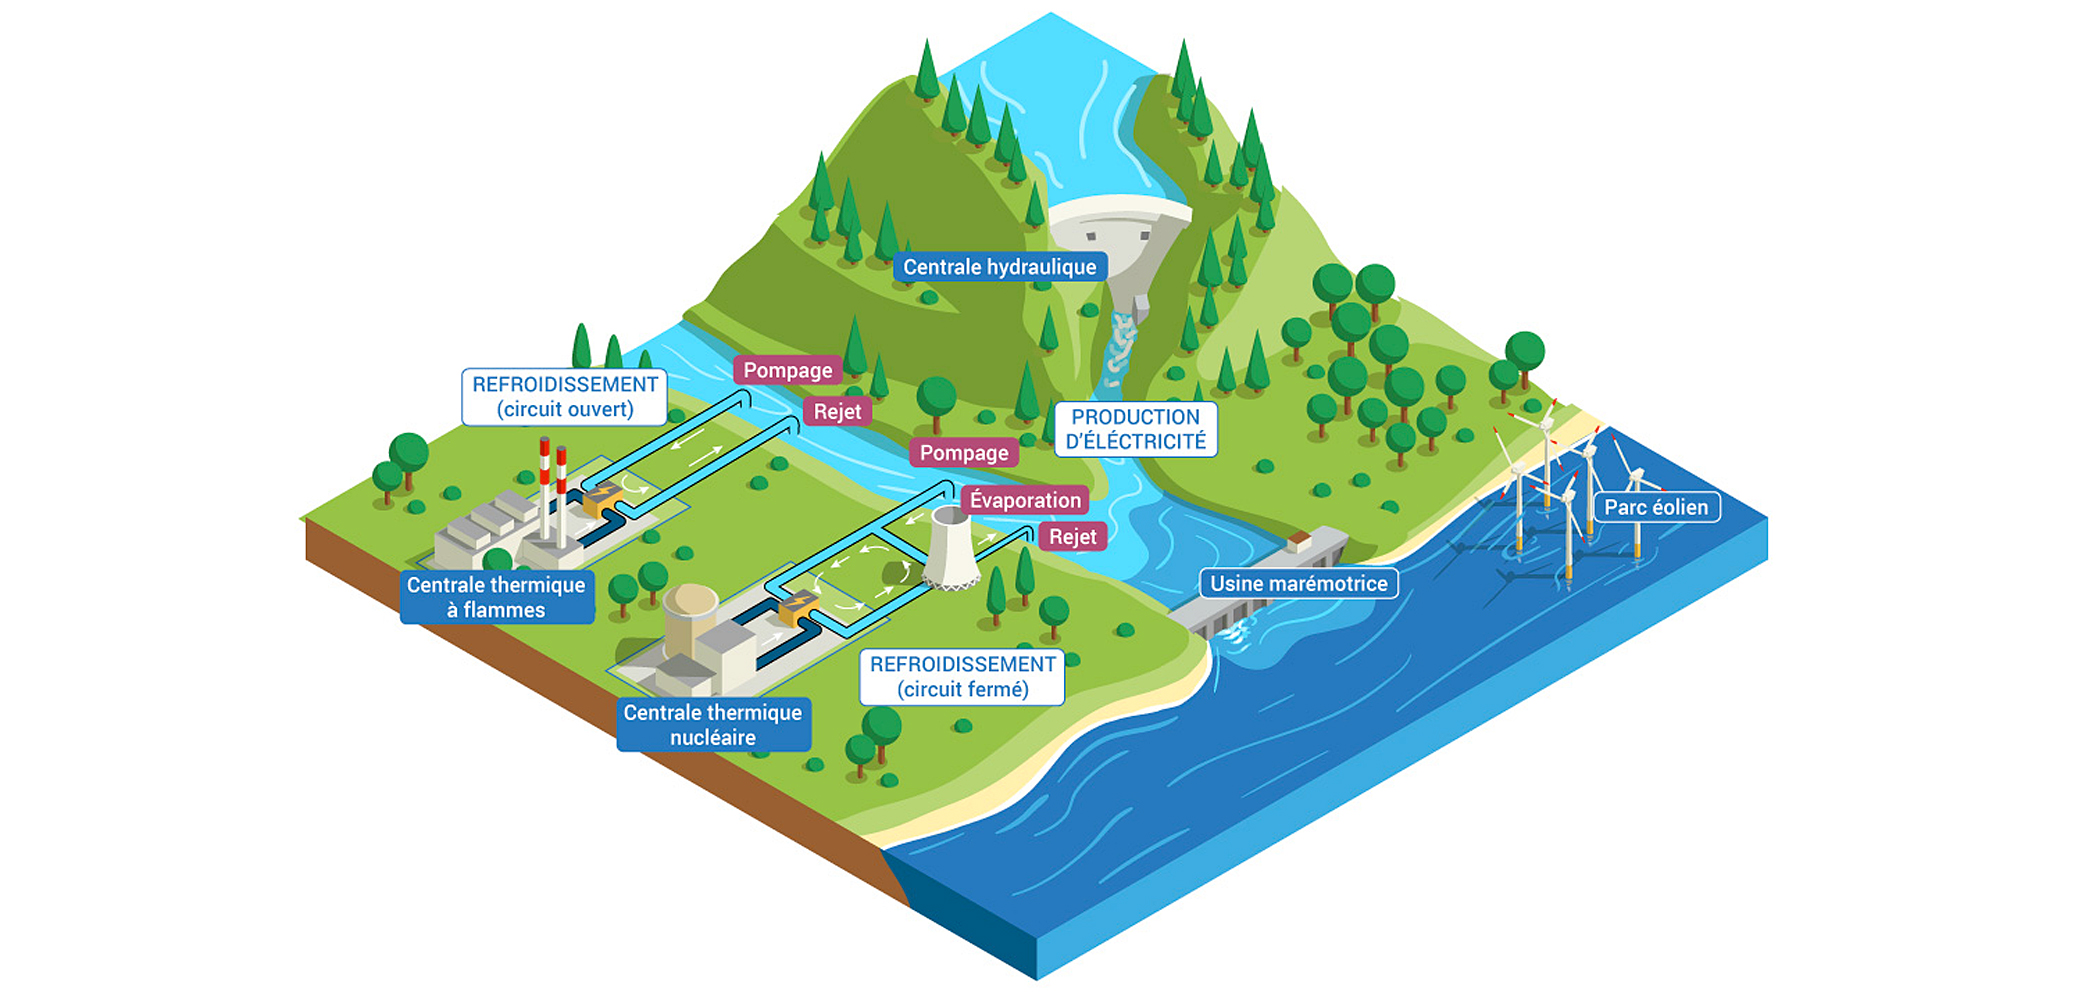 Centrale hydraulique
Pompage
REFROIDISSEMENT
(circuit ouvert)
Rejet
PRODUCTION
D'ÉLÉCTRICITÉ
Pompage
Évaporation
Parc éolien
Rejet
Centrale thermique
à flammes
Usine marémotrice
REFROIDISSEMENT
(circuit fermé)
Centrale thermique
nucléaire